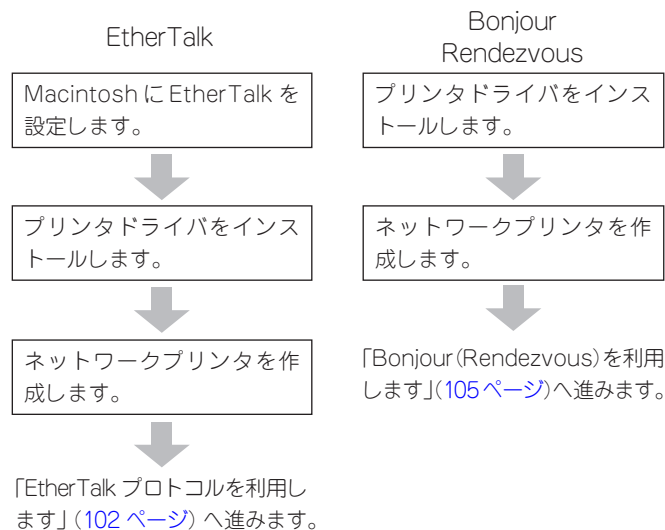 EtherTalk
Macintosh に EtherTalk を
設定します。
プリンタドライバをインス
トールします。
ネットワークプリンタを作
成します。
「EtherTalk プロトコルを利用し
ます」（102 ページ）へ進みます。
Bonjour
Rendezvous
プリンタドライバをインス
トールします。
ネットワークプリンタを作
成します。
「Bonjour（Rendezvous）を利用
します」（105ページ）へ進みます。